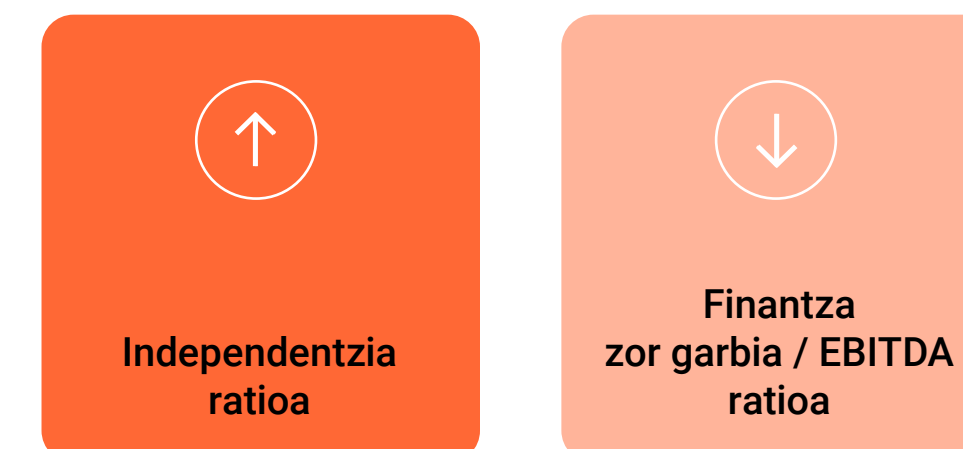 Independentzia
ratioa
Finantza
zor garbia / EBITDA
ratioa